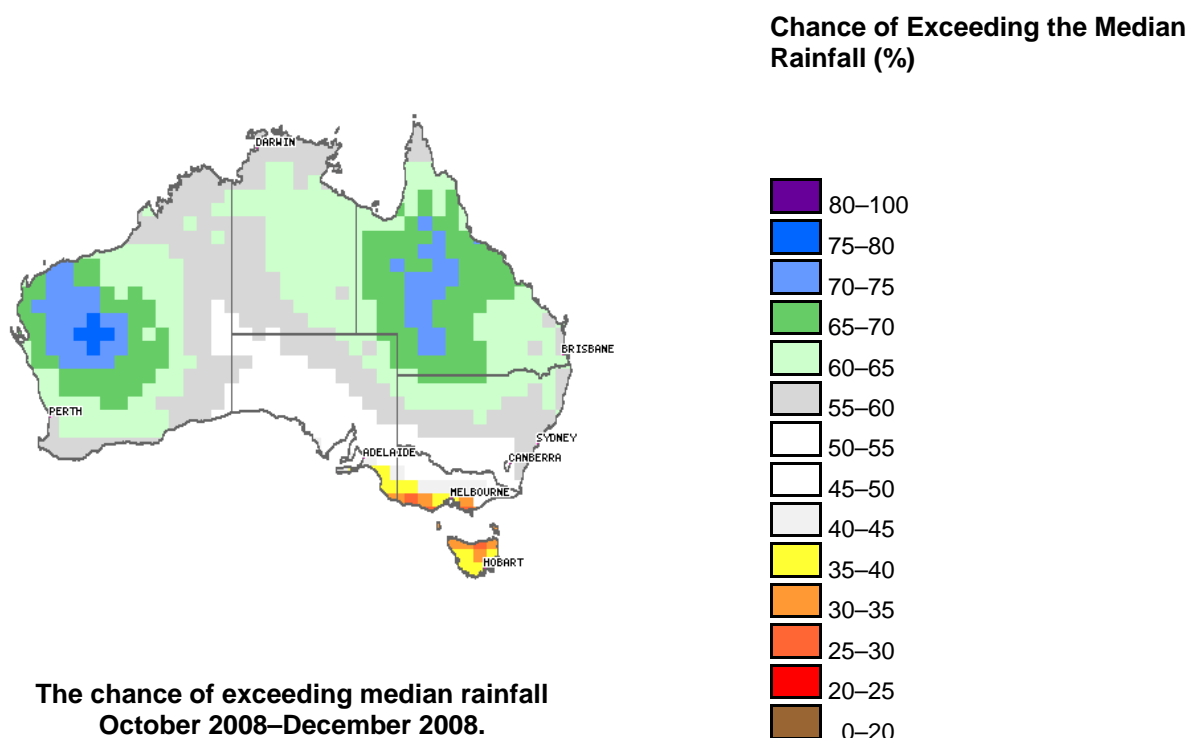 Chance of Exceeding the Median
Rainfall (%)
DARWIN
BRISBANE
PERTH
SYDNEY
ADELAIDE
CANBERRA
MELBOURNE
HOBART
80–100
75–80
70–75
65–70
60–65
55–60
50–55
45–50
40–45
35–40
30–35
25–30
20–25
0–20
The chance of exceeding median rainfall
October 2008–December 2008.